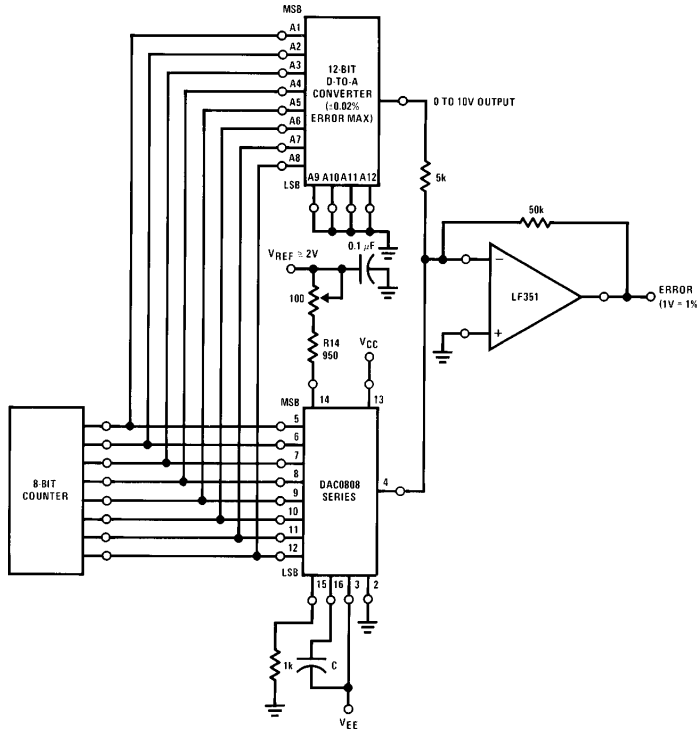 MSB
A1
A2
A3
A4
A5
A6
A7
A8
12-BIT
D-TO-A
CONVERTER
(±0.02%
ERROR MAX)
0 TO 10V OUTPUT
A9 A10 A11 A12
LSB
5k
50k
0.1 μF
VREF ≅ 2V
100
R14
950
VCC
−
LF351
+
ERROR
(1V = 1%
MSB
14
13
5
6
7
8
9
10
11
12
8-BIT
COUNTER
DAC0808
SERIES
4
LSB
15
16
3
2
1k
C
VEE